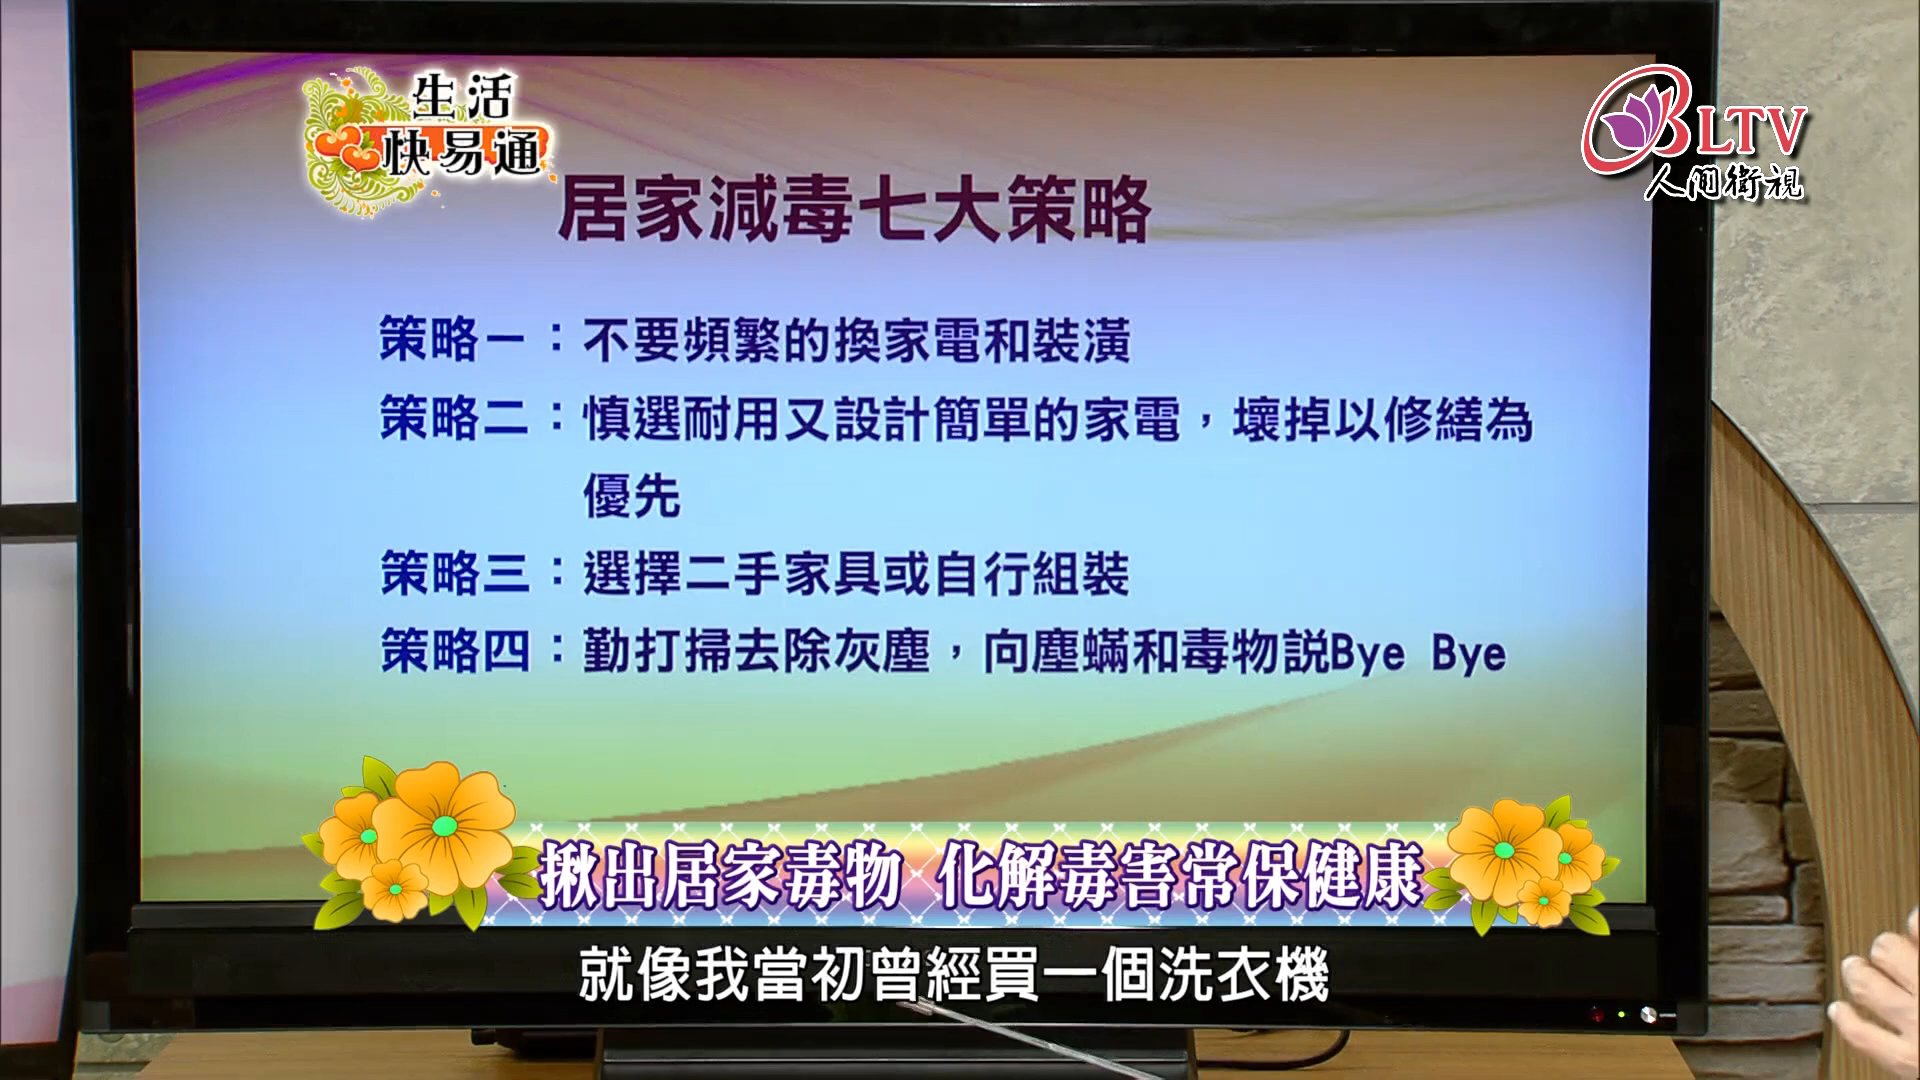 生活
快易通
BLTV
人間衛視
居家減毒七大策略
策略一：不要頻繁的換家電和裝潢
策略二：慎選耐用又設計簡單的家電，壞掉以修繕為
優先
策略三：選擇二手家具或自行組裝
策略四：勤打掃去除灰塵，向塵蟎和毒物説Bye Bye
揪出居家毒物 化解毒害常保健康
就像我當初曾經買一個洗衣機